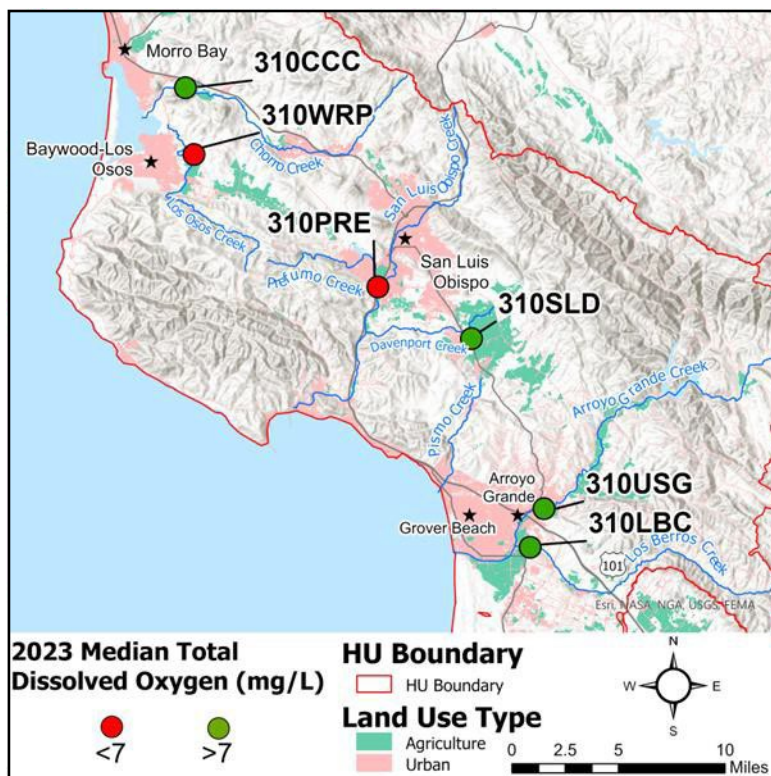 Morro Bay
310CCC
310WRP
Baywood-Los
Osos
Chorro Creek
San Luis Obispo Creek
Los Osos Creek
310PRE
San Luis
Obispo
Prefumo Creek
310SLD
Davenport Creek
Arroyo Grande Creek
Pismo Creek
Arroyo
Grande
310USG
Grover Beach
310LBC
Los Berros Creek
101
Esri, NASA, NGA, USGS, FEMA
2023 Median Total
Dissolved Oxygen (mg/L)
<7
>7
HU Boundary
HU Boundary
Land Use Type
Agriculture
Urban
N
W
E
S
0 2.5 5 10
Miles